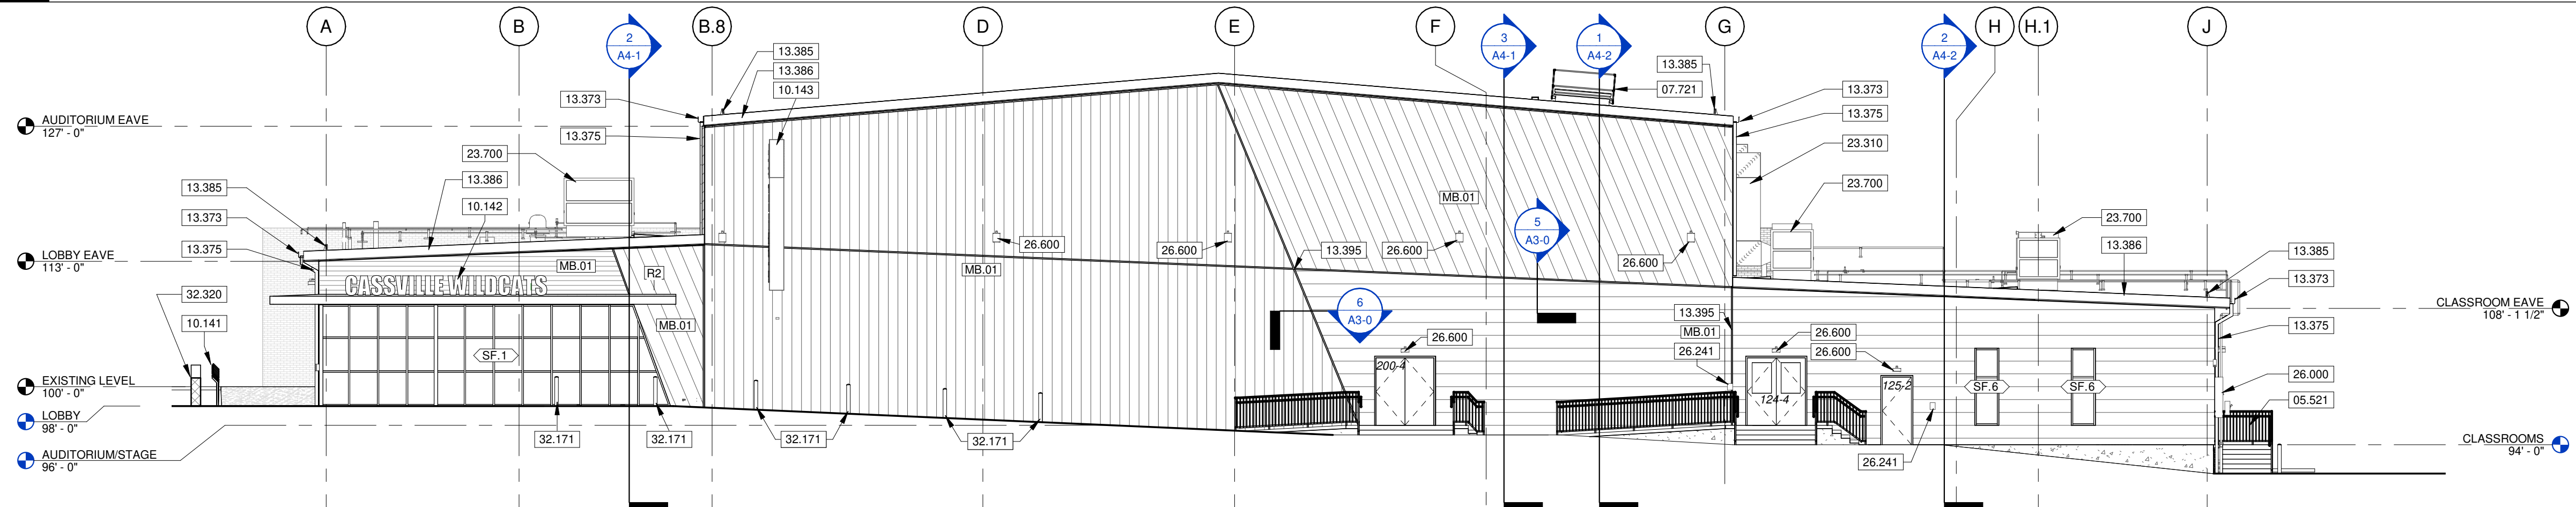 A
B
2
A4-1
B.8
D
E
F
3
A4-1
1
A4-2
G
2
A4-2
H
H.1
J
13.385
13.386
10.143
13.373
13.375
AUDITORIUM EAVE
127' - 0"
23.700
13.386
10.142
13.385
13.373
13.375
LOBBY EAVE
113' - 0"
32.320
10.141
EXISTING LEVEL
100' - 0"
LOBBY
98' - 0"
AUDITORIUM/STAGE
96' - 0"
CASSVILLE WILDCATS
MB.01
R2
MB.01
SF.1
32.171
32.171
32.171
32.171
26.600
MB.01
26.600
13.395
26.600
MB.01
5
A3-0
6
A3-0
26.600
26.600
200-4
13.385
07.721
13.373
13.375
23.310
23.700
13.395
MB.01
26.241
26.600
26.600
124-4
125-2
26.241
SF.6
SF.6
23.700
13.386
13.385
13.373
13.375
26.000
05.521
CLASSROOM EAVE
108' - 1 1/2"
CLASSROOMS
94' - 0"